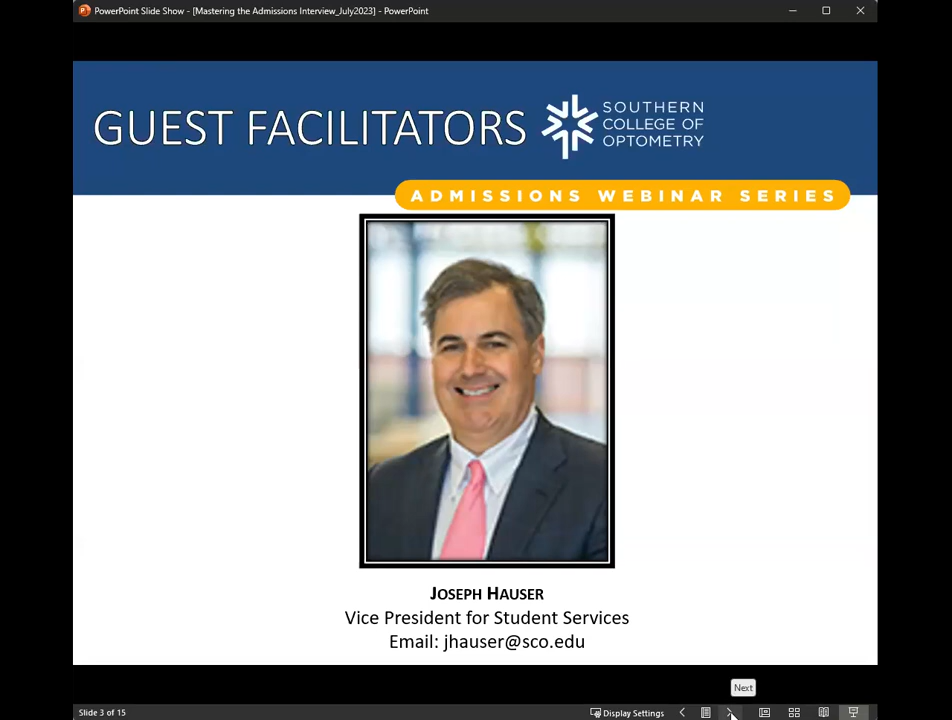 PowerPoint Slide Show - [Mastering the Admissions Interview_July2023] - PowerPoint
GUEST FACILITATORS
SOUTHERN
COLLEGE OF
OPTOMETRY
ADMISSIONS WEBINAR SERIES
JOSEPH HAUSER
Vice President for Student Services
Email: jhauser@sco.edu
Next
Slide 3 of 15
Display Settings